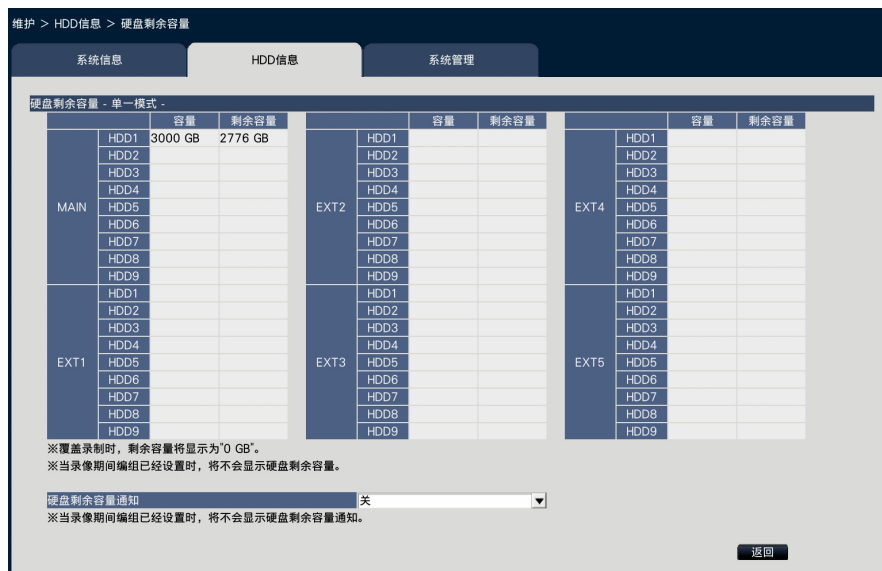 维护 > HDD信息 > 硬盘剩余容量
系统信息 HDD信息 系统管理
硬盘剩余容量 - 单一模式 -
容量 剩余容量 容量 剩余容量 容量 剩余容量
HDD1 3000 GB 2776 GB HDD1 HDD1
HDD2 HDD2 HDD2
HDD3 HDD3 HDD3
HDD4 HDD4 HDD4
MAIN HDD5 EXT2 HDD5 EXT4 HDD5
HDD6 HDD6 HDD6
HDD7 HDD7 HDD7
HDD8 HDD8 HDD8
HDD9 HDD9 HDD9
HDD1 HDD1 HDD1
HDD2 HDD2 HDD2
HDD3 HDD3 HDD3
HDD4 HDD4 HDD4
EXT1 HDD5 EXT3 HDD5 EXT5 HDD5
HDD6 HDD6 HDD6
HDD7 HDD7 HDD7
HDD8 HDD8 HDD8
HDD9 HDD9 HDD9
※覆盖录制时，剩余容量将显示为"0 GB"。
※当录像期间编组已经设置时，将不会显示硬盘剩余容量。
硬盘剩余容量通知 关
※当录像期间编组已经设置时，将不会显示硬盘剩余容量通知。
返回